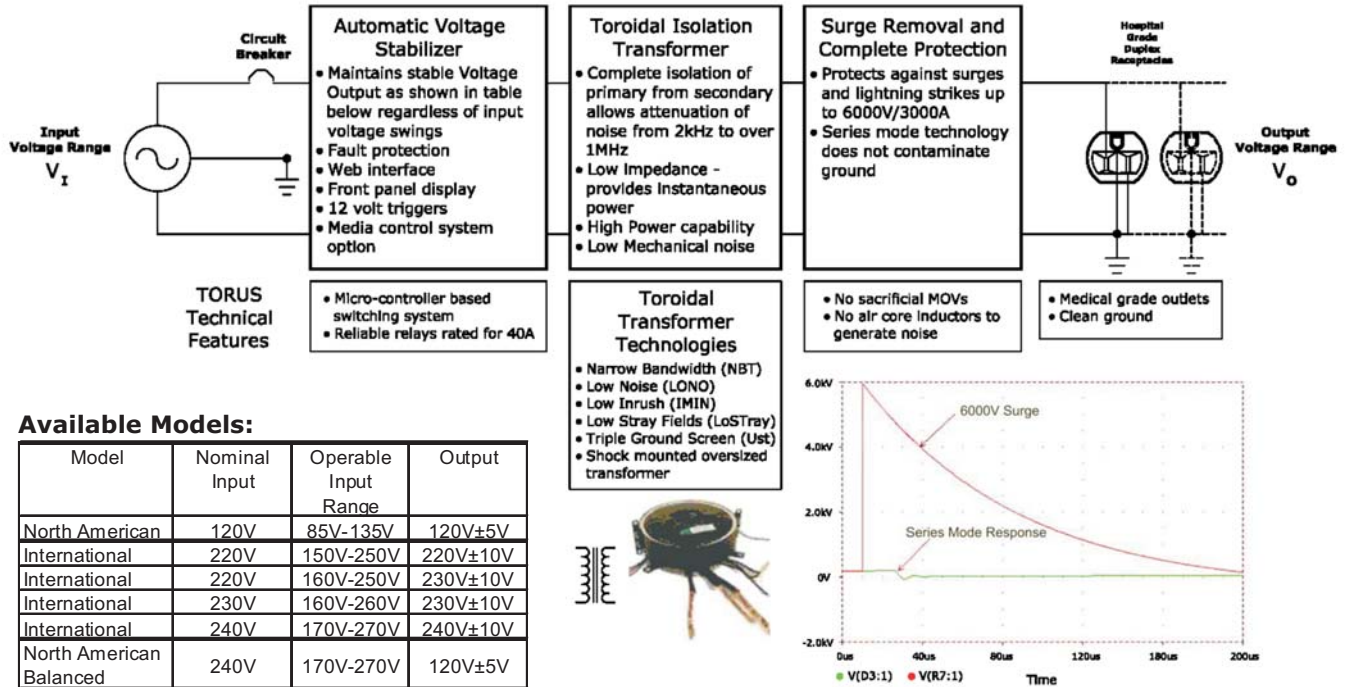 Circuit
Breaker
Input
Voltage Range
V_I
Automatic Voltage
Stabilizer
• Maintains stable Voltage
Output as shown in table
below regardless of input
voltage swings
• Fault protection
• Web interface
• Front panel display
• 12 volt triggers
• Media control system
option
Toroidal Isolation
Transformer
• Complete isolation of
primary from secondary
allows attenuation of
noise from 2kHz to over
1MHz
• Low Impedance -
provides instantaneous
power
• High Power capability
• Low Mechanical noise
Surge Removal and
Complete Protection
• Protects against surges
and lightning strikes up
to 6000V/3000A
• Series mode technology
does not contaminate
ground
Hospital
Grade
Duplex
Receptacles
Output
Voltage Range
V_O
TORUS
Technical
Features
• Micro-controller based
switching system
• Reliable relays rated for 40A
Toroidal
Transformer
Technologies
• Narrow Bandwidth (NBT)
• Low Noise (LONO)
• Low Inrush (IMIN)
• Low Stray Fields (LoSTray)
• Triple Ground Screen (Ust)
• Shock mounted oversized
transformer
• No sacrificial MOVs
• No air core inductors to
generate noise
• Medical grade outlets
• Clean ground
Available Models:
Model Nominal Input Operable Input Range Output
North American 120V 85V-135V 120V±5V
International 220V 150V-250V 220V±10V
International 220V 160V-250V 230V±10V
International 230V 160V-260V 230V±10V
International 240V 170V-270V 240V±10V
North American Balanced 240V 170V-270V 120V±5V
6.0kV
4.0kV
2.0kV
0V
-2.0kV
6000V Surge
Series Mode Response
0us 40us 80us 120us 180us 200us
V(D3:1) V(R7:1) Time